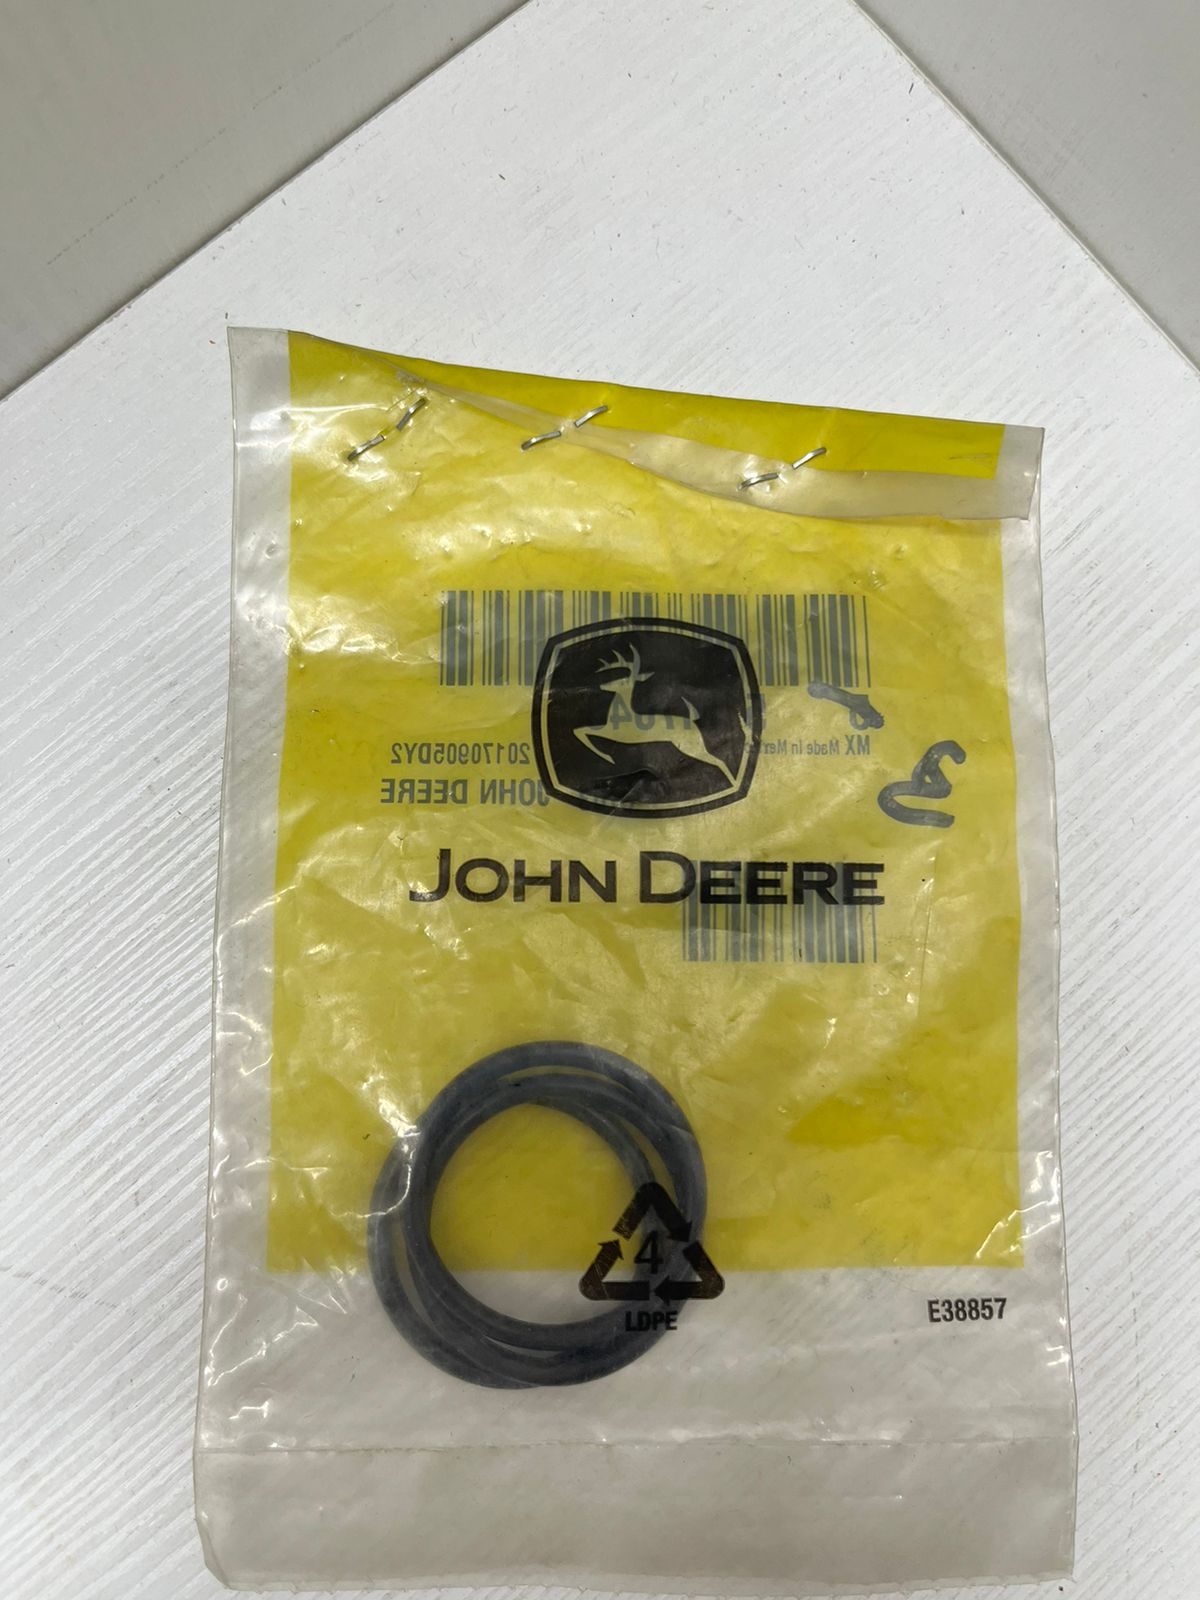 20170905DY2
MX Made In Mexico
JOHN DEERE
JOHN DEERE
4
LDPE
E38857